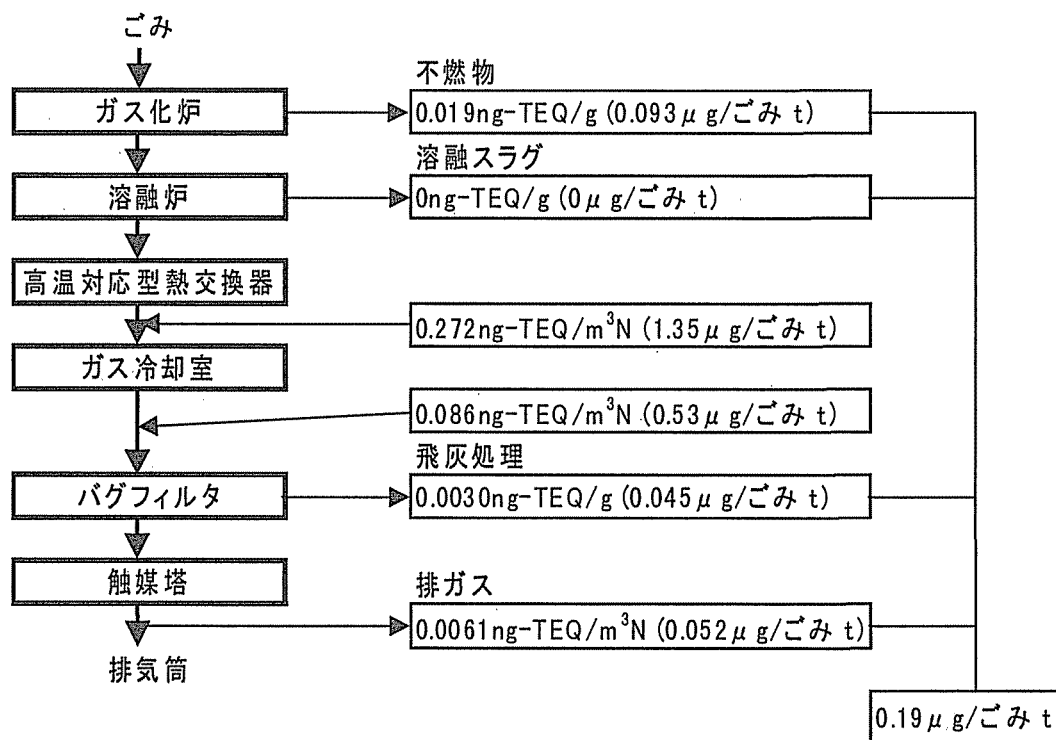 ごみ
不燃物
ガス化炉
0.019ng-TEQ/g (0.093μg/ごみ t)
溶融スラグ
溶融炉
0ng-TEQ/g (0μg/ごみ t)
高温対応型熱交換器
0.272ng-TEQ/m³N (1.35μg/ごみ t)
ガス冷却室
0.086ng-TEQ/m³N (0.53μg/ごみ t)
飛灰処理
バグフィルタ
0.0030ng-TEQ/g (0.045μg/ごみ t)
触媒塔
排ガス
0.0061ng-TEQ/m³N (0.052μg/ごみ t)
排気筒
0.19μg/ごみ t